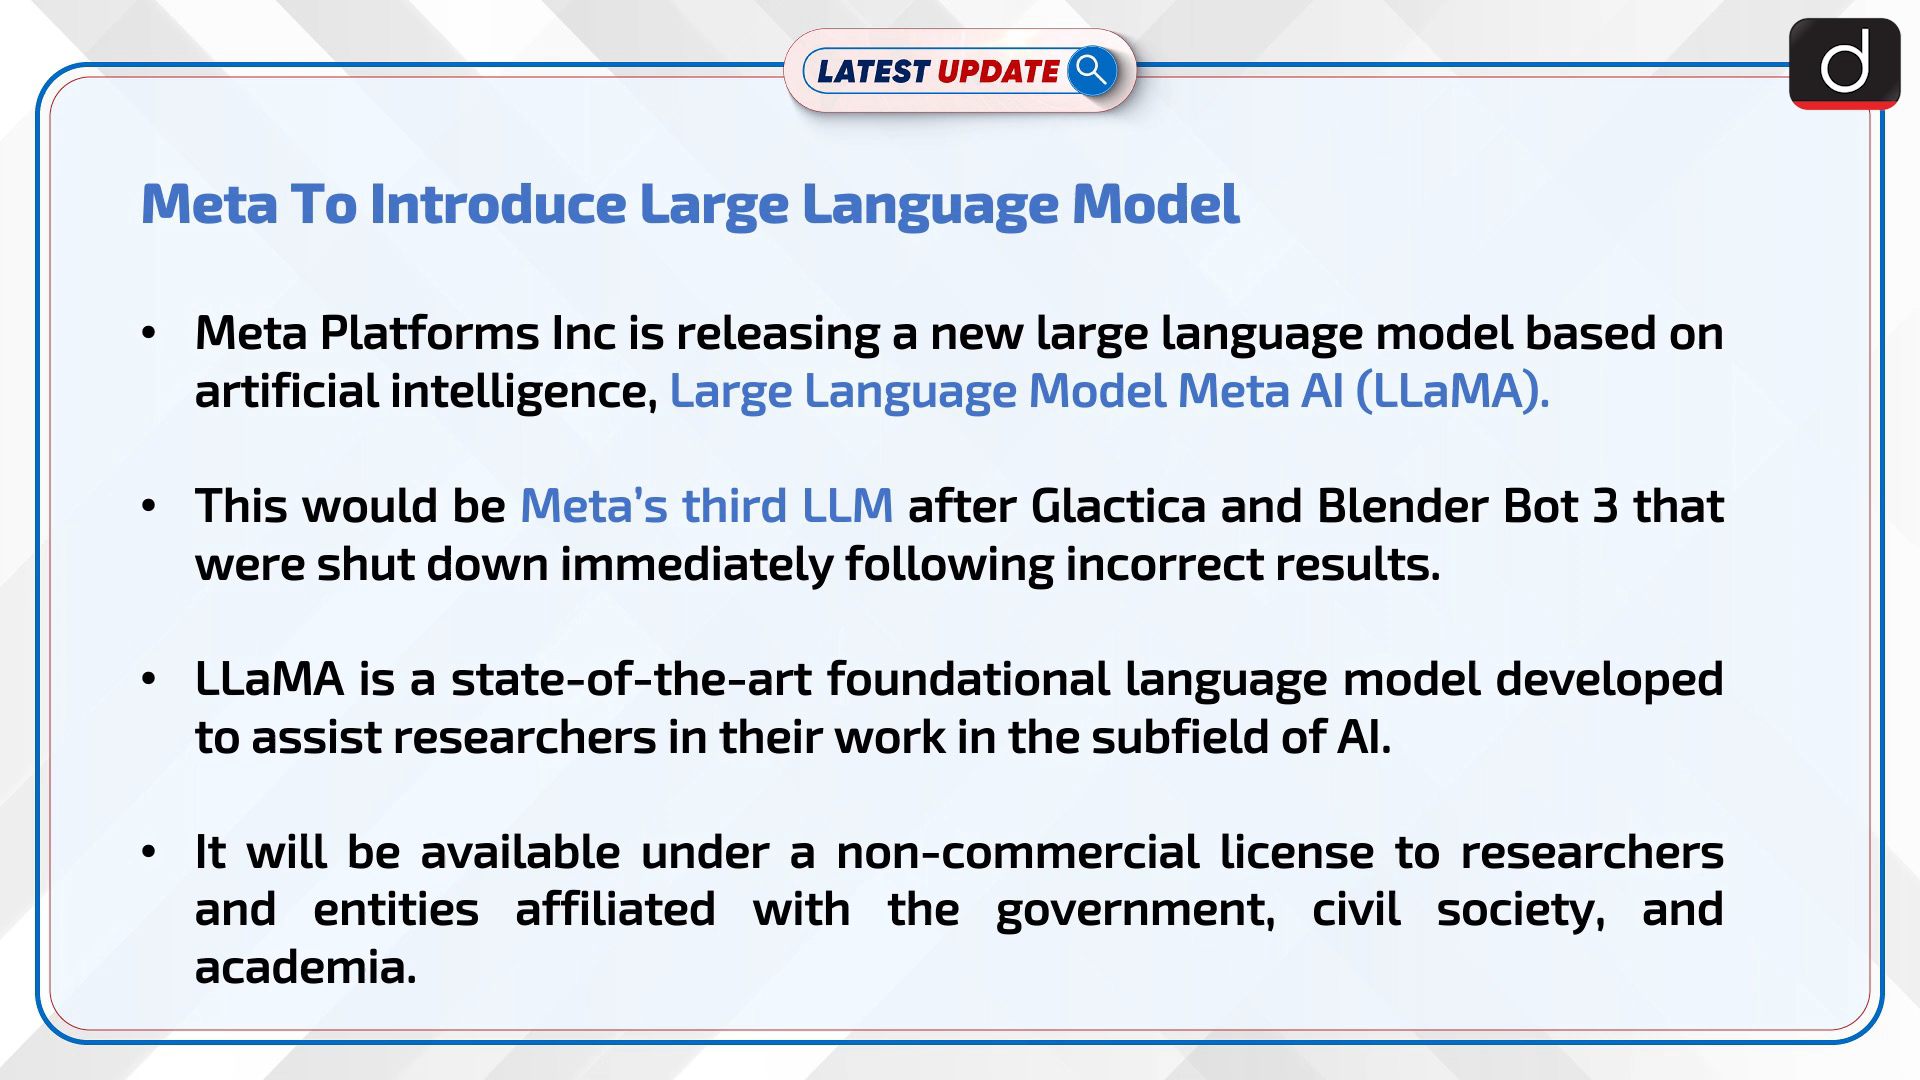 LATEST UPDATE
d
Meta To Introduce Large Language Model
• Meta Platforms Inc is releasing a new large language model based on
artificial intelligence, Large Language Model Meta AI (LLaMA).
• This would be Meta’s third LLM after Glactica and Blender Bot 3 that
were shut down immediately following incorrect results.
• LLaMA is a state-of-the-art foundational language model developed
to assist researchers in their work in the subfield of AI.
• It will be available under a non-commercial license to researchers
and entities affiliated with the government, civil society, and
academia.